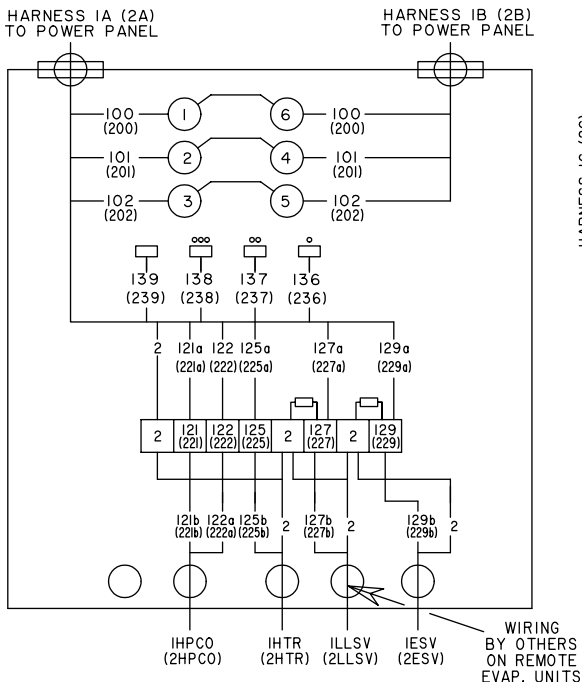 HARNESS 1A (2A)
TO POWER PANEL
HARNESS 1B (2B)
TO POWER PANEL
100
(200)
1
6
100
(200)
101
(201)
2
4
101
(201)
102
(202)
3
5
102
(202)
139
(239)
138
(238)
137
(237)
136
(236)
2
121a
(221a)
122
(222)
125a
(225a)
127a
(227a)
129a
(229a)
2
121
(221)
122
(222)
125
(225)
2
127
(227)
2
129
(229)
121b
(221b)
122a
(222a)
125b
(225b)
2
127b
(227b)
2
129b
(229b)
2
1HPCO
(2HPCO)
1HTR
(2HTR)
1LLSV
(2LLSV)
1ESV
(2ESV)
WIRING
BY OTHERS
ON REMOTE
EVAP. UNITS